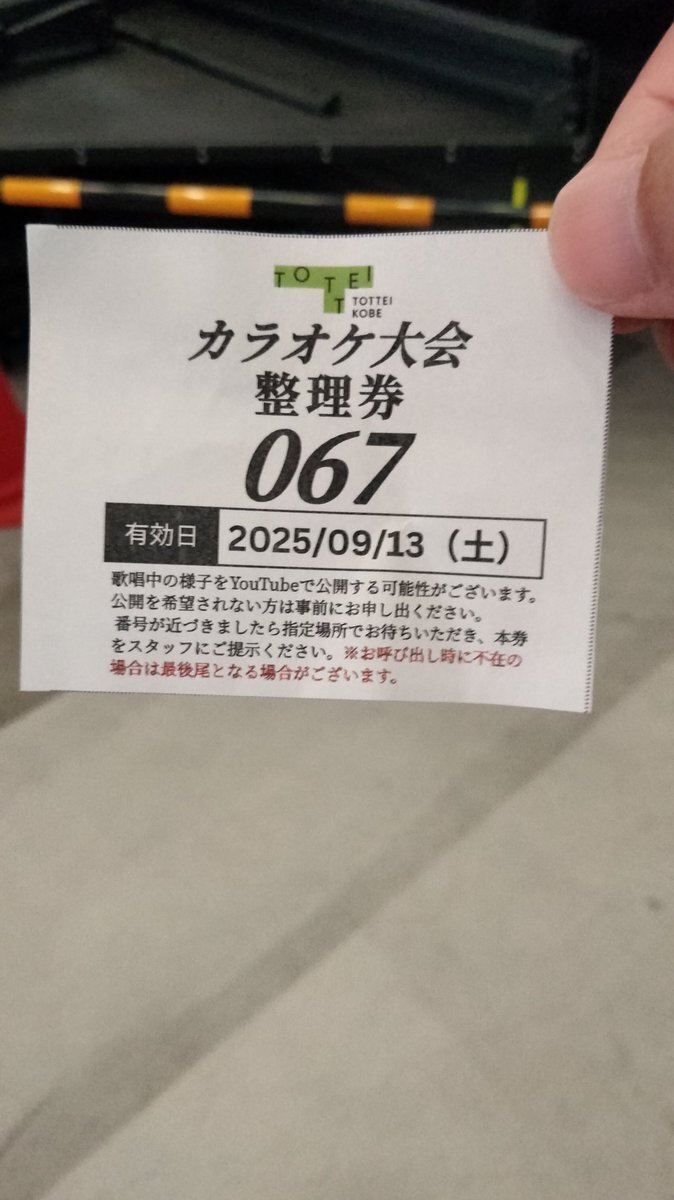 TOTTEI
TOTTEI
KOBE
カラオケ大会
整理券
067
有効日 2025/09/13（土）
歌唱中の様子をYouTubeで公開する可能性がございます。
公開を希望されない方は事前にお申し出ください。
番号が近づきましたら指定場所でお待ちいただき、本券
をスタッフにご提示ください。※お呼び出し時に不在の
場合は最後尾となる場合がございます。